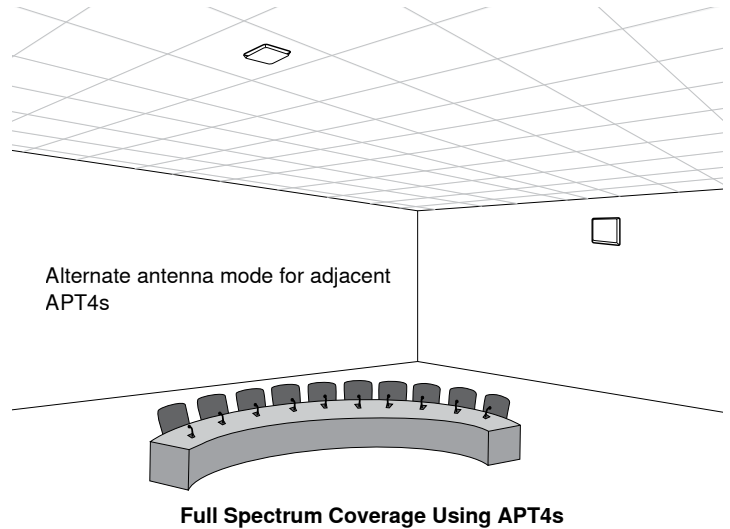 Alternate antenna mode for adjacent
APT4s
Full Spectrum Coverage Using APT4s